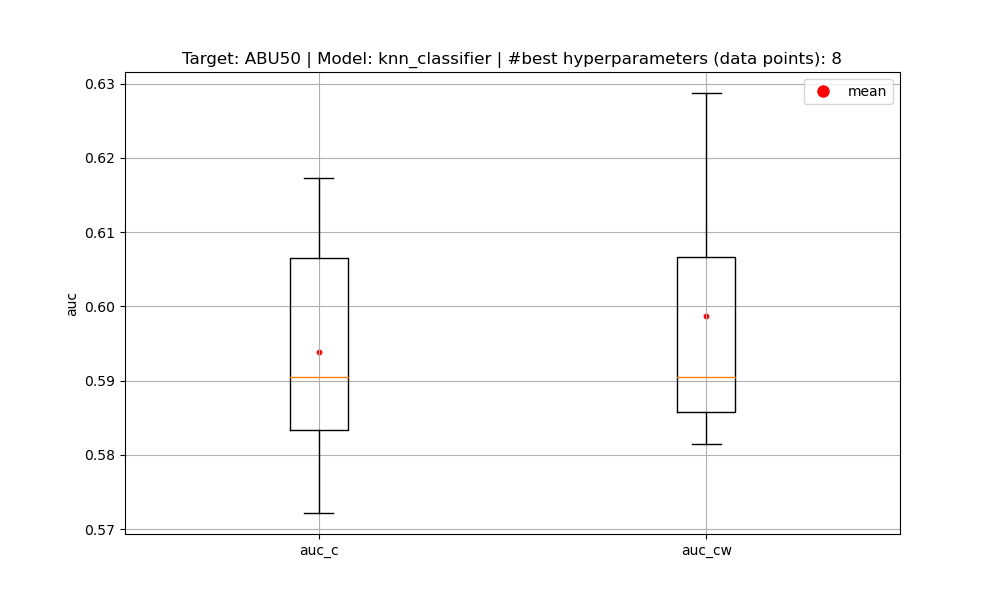 Target: ABU50 | Model: knn_classifier | #best hyperparameters (data points): 8
mean
0.63
0.62
0.61
0.60
0.59
0.58
0.57
auc
auc_c
auc_cw